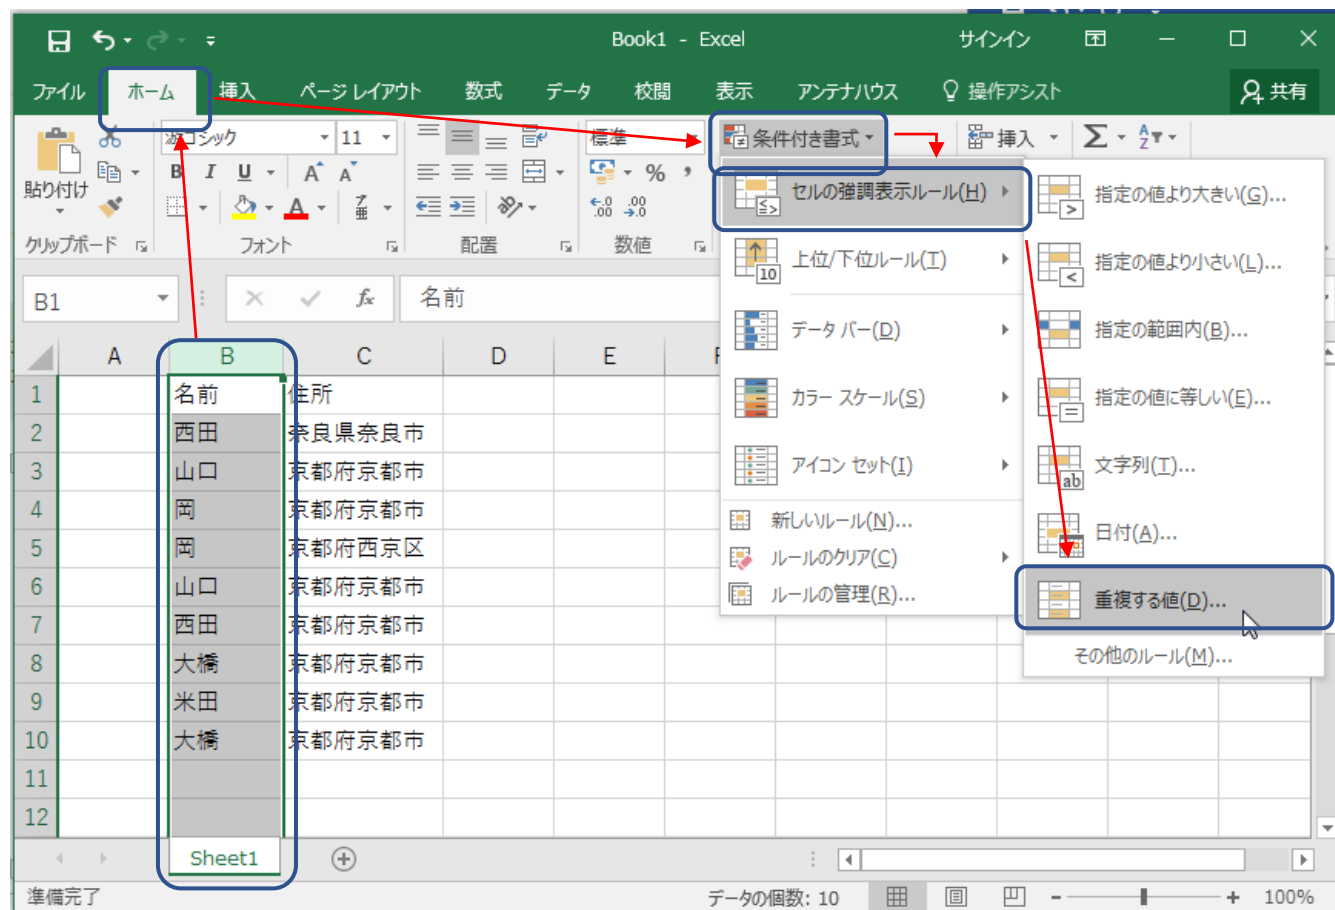 Book1 - Excel サインイン
ファイル ホーム 挿入 ページ レイアウト 数式 データ 校閲 表示 アンテナハウス 操作アシスト 共有
貼り付け 游ゴシック 11 標準 条件付き書式 挿入
B I U A A % ,
A ア亜 .00 .0
クリップボード フォント 配置 数値
セルの強調表示ルール(H)
上位/下位ルール(T)
データ バー(D)
カラー スケール(S)
アイコン セット(I)
新しいルール(N)...
ルールのクリア(C)
ルールの管理(R)...
指定の値より大きい(G)...
指定の値より小さい(L)...
指定の範囲内(B)...
指定の値に等しい(E)...
文字列(T)...
日付(A)...
重複する値(D)...
その他のルール(M)...
B1 fx 名前
A B C D E F
1 名前 住所
2 西田 奈良県奈良市
3 山口 京都府京都市
4 岡 京都府京都市
5 岡 京都府西京区
6 山口 京都府京都市
7 西田 京都府京都市
8 大橋 京都府京都市
9 米田 京都府京都市
10 大橋 京都府京都市
11
12
Sheet1
準備完了 データの個数: 10 100%